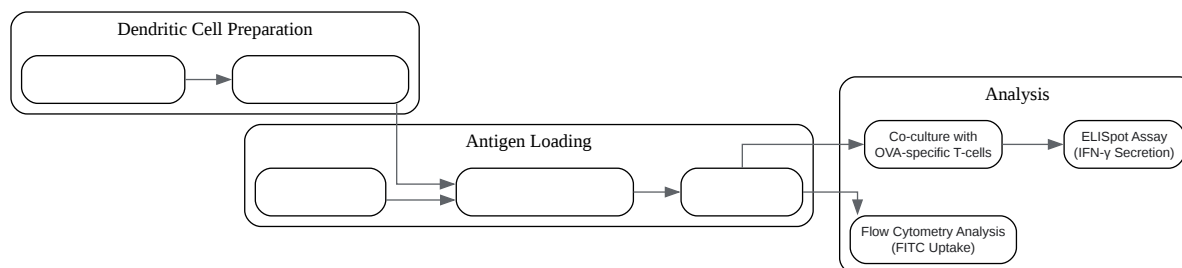 Dendritic Cell Preparation
Antigen Loading
Analysis
Co-culture with
OVA-specific T-cells
ELISpot Assay
(IFN-γ Secretion)
Flow Cytometry Analysis
(FITC Uptake)